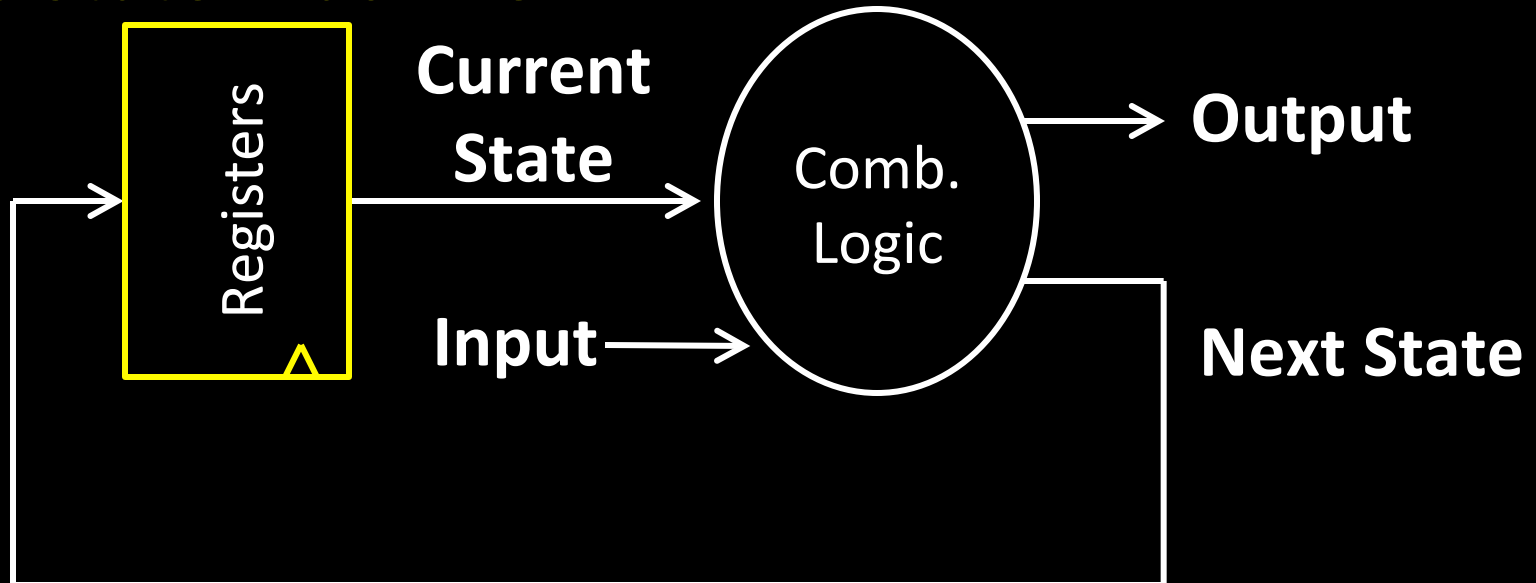 Registers
Current
State
Input
Comb.
Logic
Output
Next State